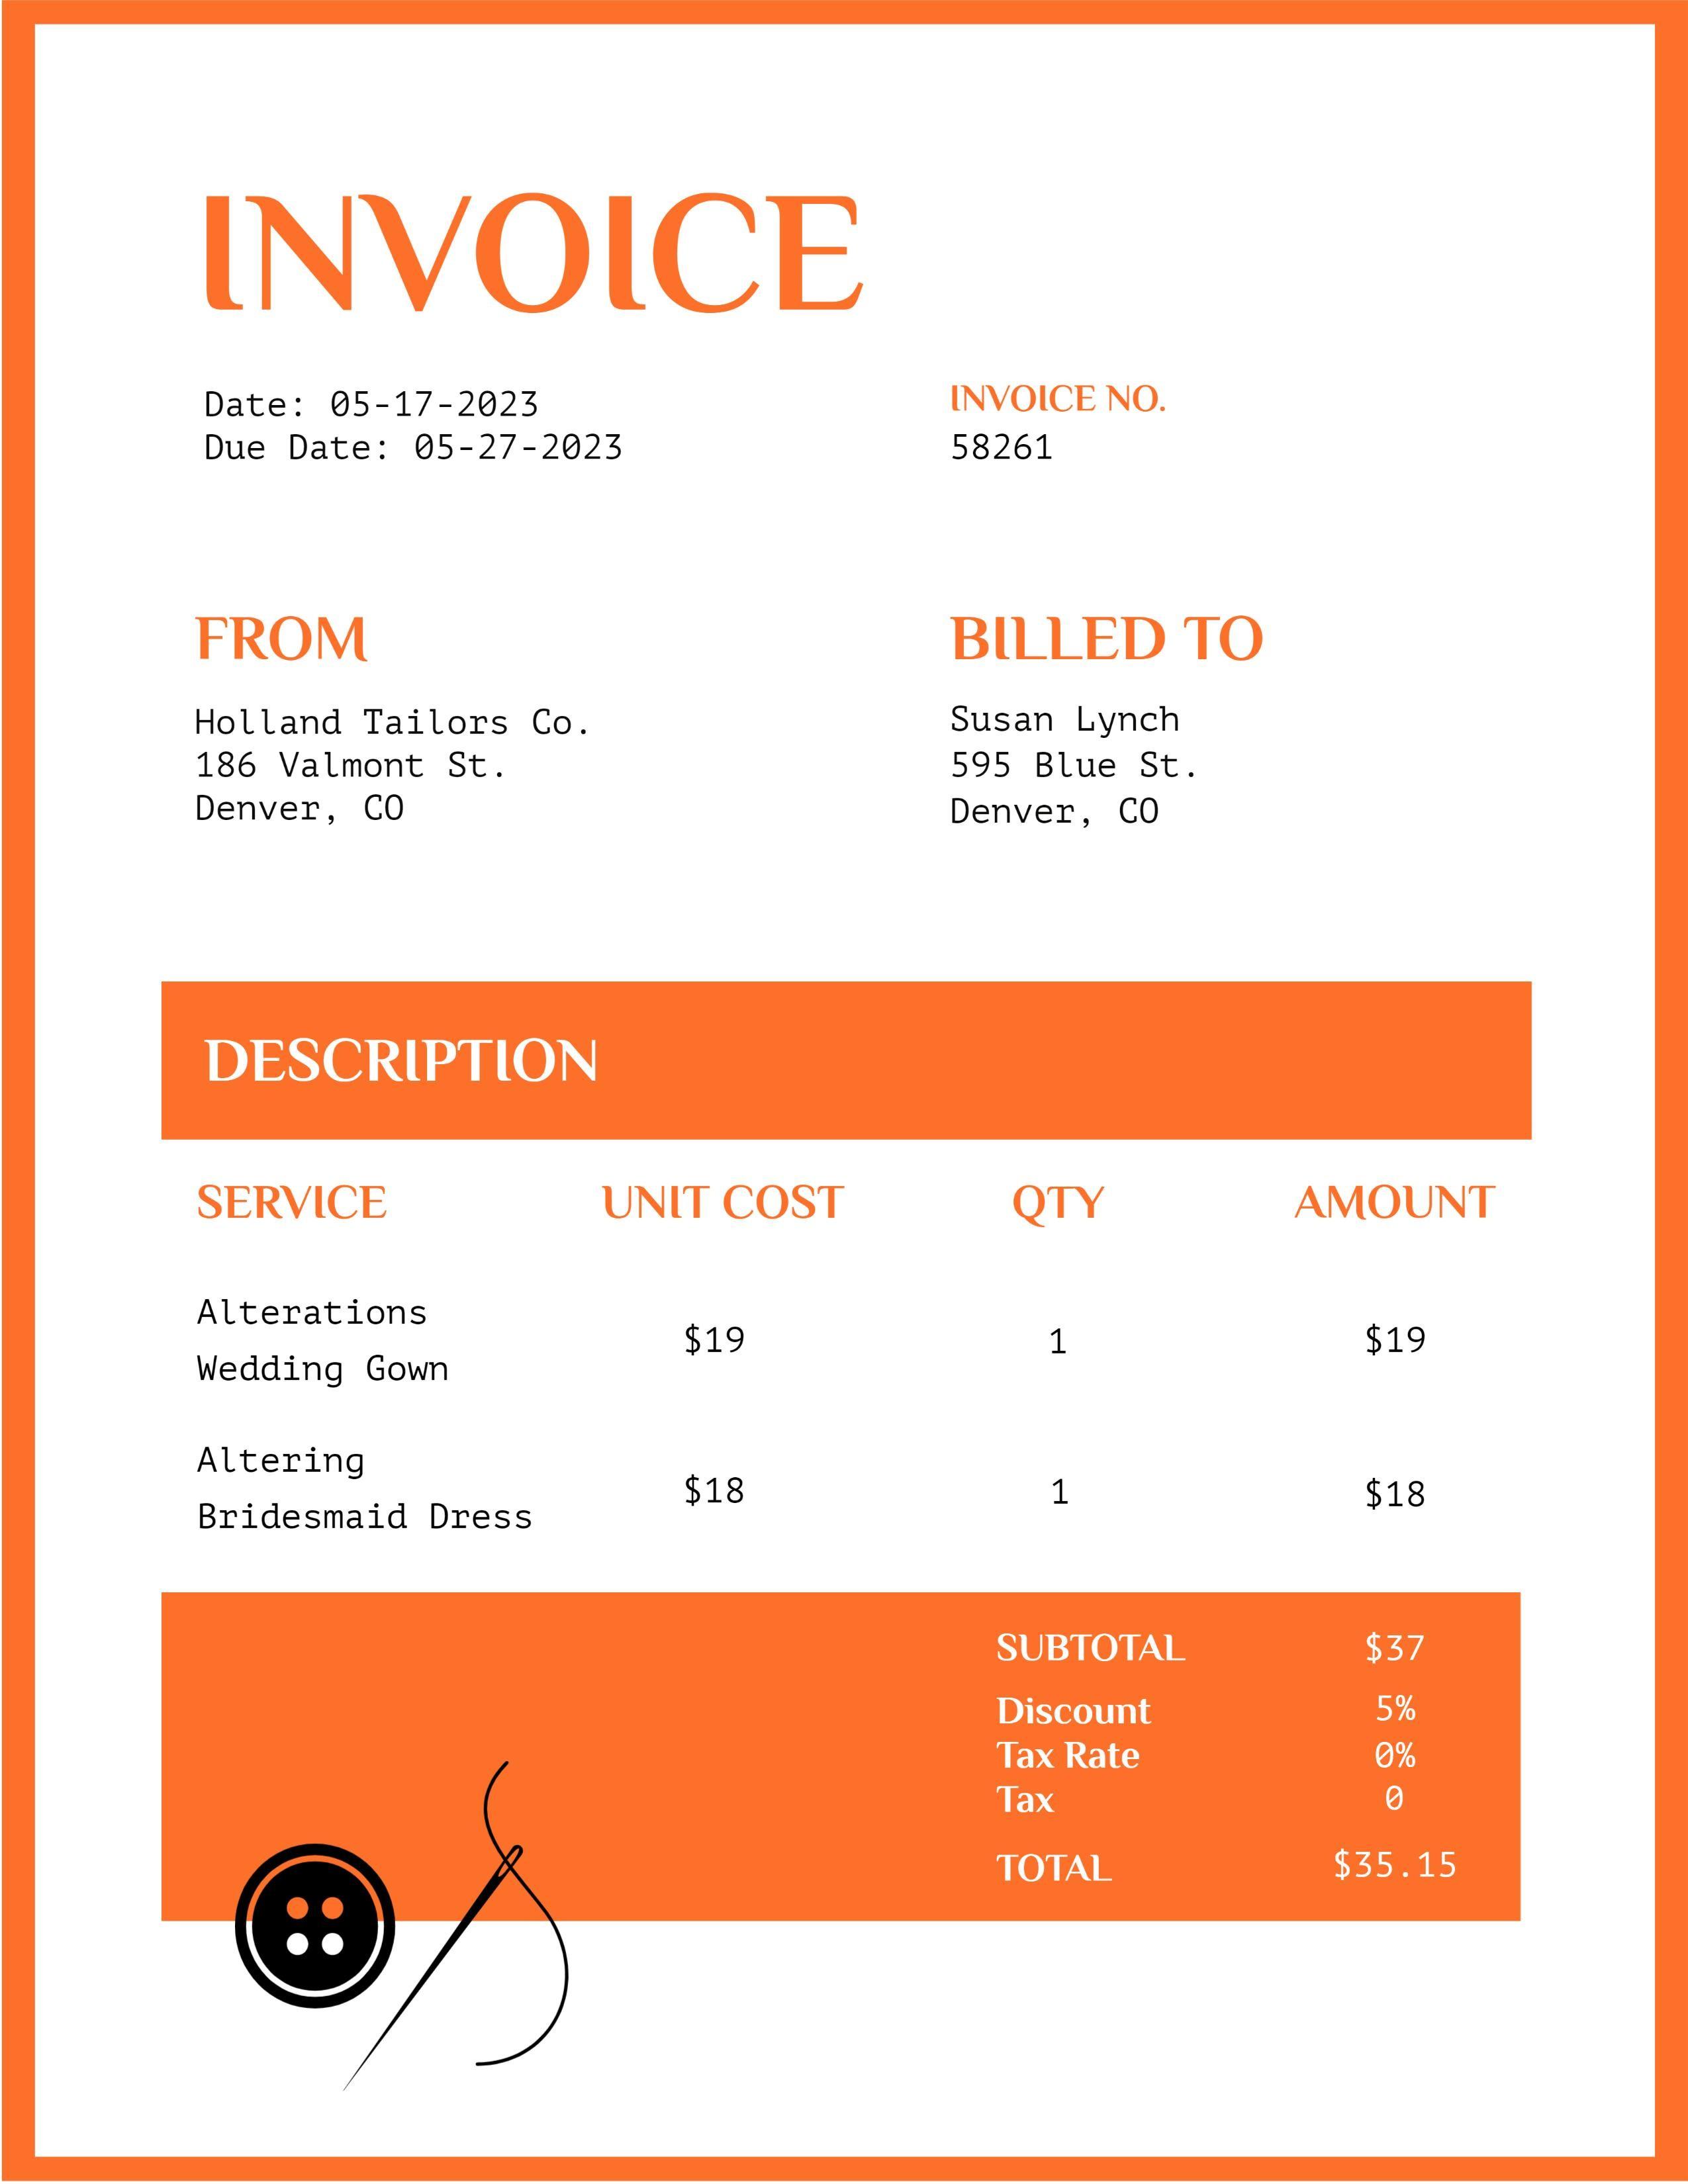 INVOICE
Date: 05-17-2023
Due Date: 05-27-2023
INVOICE NO.
58261
FROM
Holland Tailors Co.
186 Valmont St.
Denver, CO
BILLED TO
Susan Lynch
595 Blue St.
Denver, CO
DESCRIPTION
SERVICE UNIT COST QTY AMOUNT
Alterations
Wedding Gown $19 1 $19
Altering
Bridesmaid Dress $18 1 $18
SUBTOTAL $37
Discount 5%
Tax Rate 0%
Tax 0
TOTAL $35.15